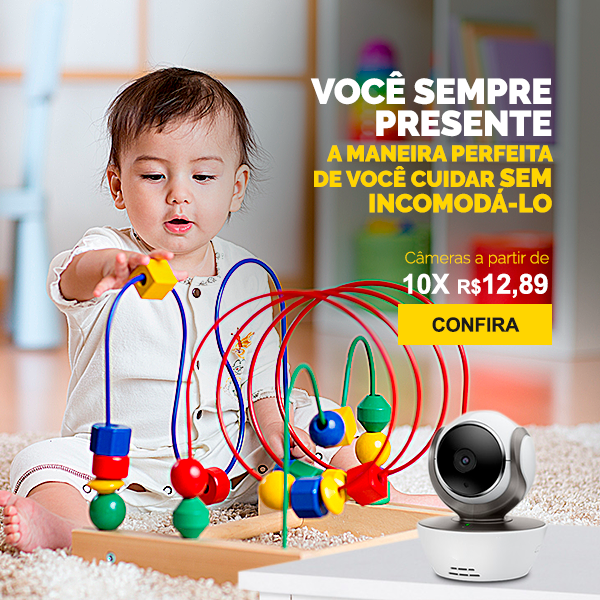 VOCÊ SEMPRE
PRESENTE
A MANEIRA PERFEITA
DE VOCÊ CUIDAR SEM
INCOMODÁ-LO
Câmeras a partir de
10X R$12,89
CONFIRA